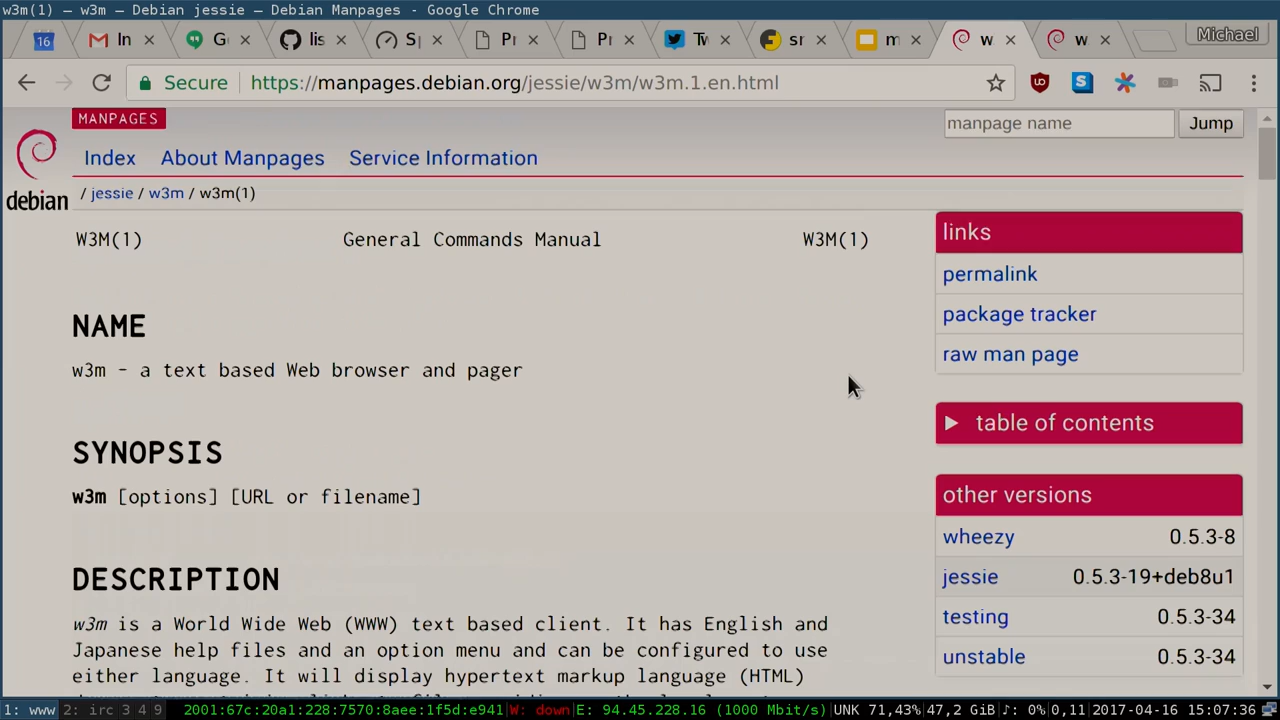 w3m(1) — w3m — Debian jessie — Debian Manpages - Google Chrome
16 In G lis S Pr Pr Tw sr m w w Michael
Secure https://manpages.debian.org/jessie/w3m/w3m.1.en.html
MANPAGES
manpage name Jump
Index About Manpages Service Information
debian
/ jessie / w3m / w3m(1)
W3M(1) General Commands Manual W3M(1)
links
permalink
package tracker
raw man page
NAME
w3m - a text based Web browser and pager
table of contents
SYNOPSIS
w3m [options] [URL or filename]
other versions
wheezy 0.5.3-8
jessie 0.5.3-19+deb8u1
testing 0.5.3-34
unstable 0.5.3-34
DESCRIPTION
w3m is a World Wide Web (WWW) text based client. It has English and
Japanese help files and an option menu and can be configured to use
either language. It will display hypertext markup language (HTML)
1: www 2: irc 3 4 9 2001:67c:20a1:228:7570:8aee:1f5d:e941|W: down|E: 94.45.228.16 (1000 Mbit/s)|UNK 71,43%|47,2 GiB|♪: 0%|0,11|2017-04-16 15:07:36